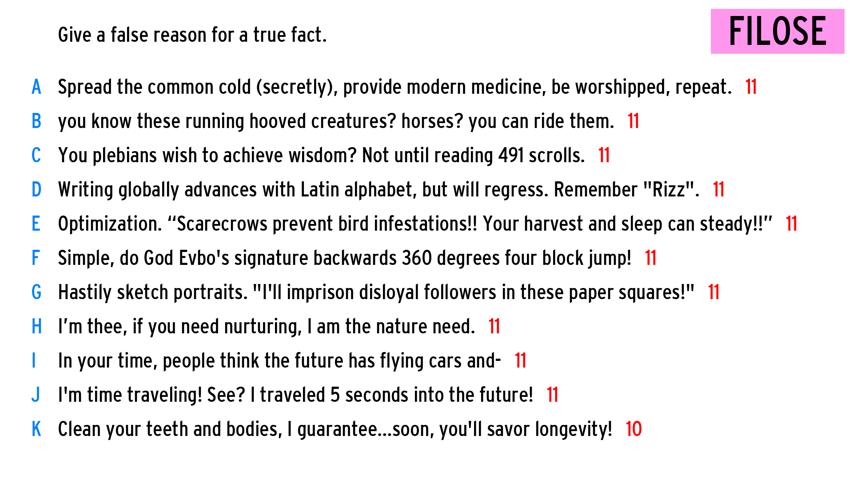 Give a false reason for a true fact.
FILOSE
A Spread the common cold (secretly), provide modern medicine, be worshipped, repeat. 11
B you know these running hooved creatures? horses? you can ride them. 11
C You plebians wish to achieve wisdom? Not until reading 491 scrolls. 11
D Writing globally advances with Latin alphabet, but will regress. Remember "Rizz". 11
E Optimization. “Scarecrows prevent bird infestations!! Your harvest and sleep can steady!!” 11
F Simple, do God Evbo's signature backwards 360 degrees four block jump! 11
G Hastily sketch portraits. "I'll imprison disloyal followers in these paper squares!" 11
H I’m thee, if you need nurturing, I am the nature need. 11
I In your time, people think the future has flying cars and- 11
J I'm time traveling! See? I traveled 5 seconds into the future! 11
K Clean your teeth and bodies, I guarantee...soon, you'll savor longevity! 10